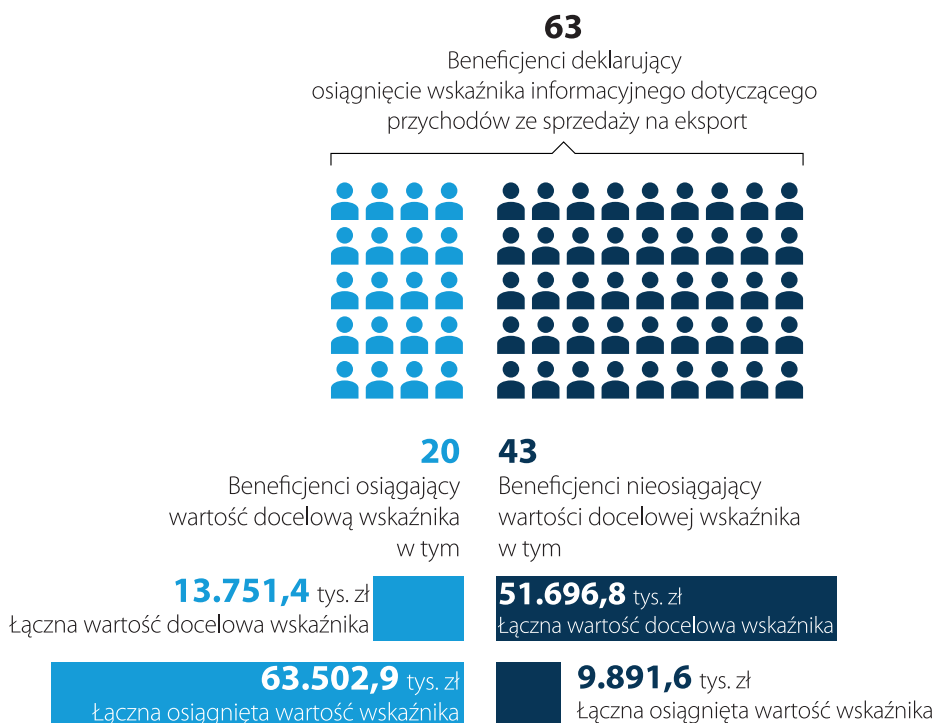 63
Beneficjenci deklarujący
osiągnięcie wskaźnika informacyjnego dotyczącego
przychodów ze sprzedaży na eksport
20
Beneficjenci osiągający
wartość docelową wskaźnika
w tym
13.751,4 tys. zł
Łączna wartość docelowa wskaźnika
63.502,9 tys. zł
Łączna osiągnięta wartość wskaźnika
43
Beneficjenci nieosiągający
wartości docelowej wskaźnika
w tym
51.696,8 tys. zł
Łączna wartość docelowa wskaźnika
9.891,6 tys. zł
Łączna osiągnięta wartość wskaźnika